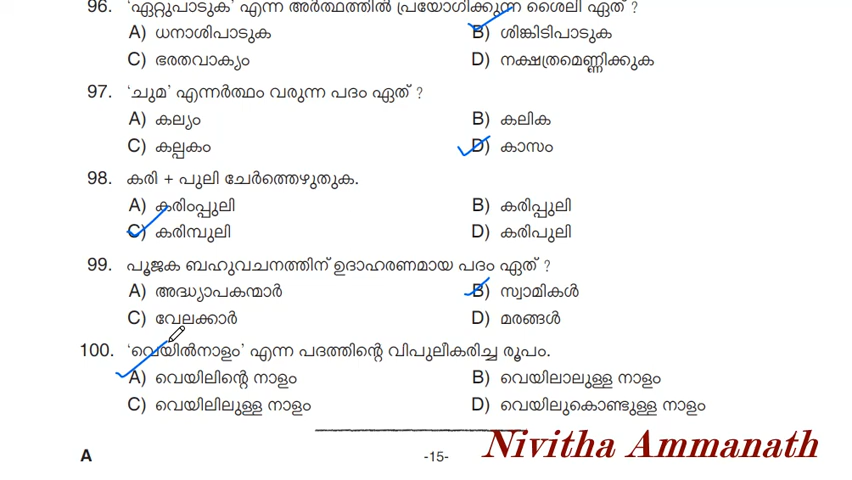 96. 'ഏറ്റുപാടുക' എന്ന അർത്ഥത്തിൽ പ്രയോഗിക്കുന്ന ശൈലി ഏത് ?
A) ധനാശിപാടുക B) ശിങ്കിടിപാടുക
C) ഭരതവാക്യം D) നക്ഷത്രമെണ്ണിക്കുക
97. 'ചുമ' എന്നർത്ഥം വരുന്ന പദം ഏത് ?
A) കല്യം B) കലിക
C) കല്പകം D) കാസം
98. കരി + പുലി ചേർത്തെഴുതുക.
A) കരിംപ്പുലി B) കരിപ്പുലി
C) കരിമ്പുലി D) കരിപുലി
99. പൂജക ബഹുവചനത്തിന് ഉദാഹരണമായ പദം ഏത് ?
A) അദ്ധ്യാപകന്മാർ B) സ്വാമികൾ
C) വേലക്കാർ D) മരങ്ങൾ
100. 'വെയിൽനാളം' എന്ന പദത്തിന്റെ വിപുലീകരിച്ച രൂപം.
A) വെയിലിന്റെ നാളം B) വെയിലാലുള്ള നാളം
C) വെയിലിലുള്ള നാളം D) വെയിലുകൊണ്ടുള്ള നാളം
A -15- Nivitha Ammanath